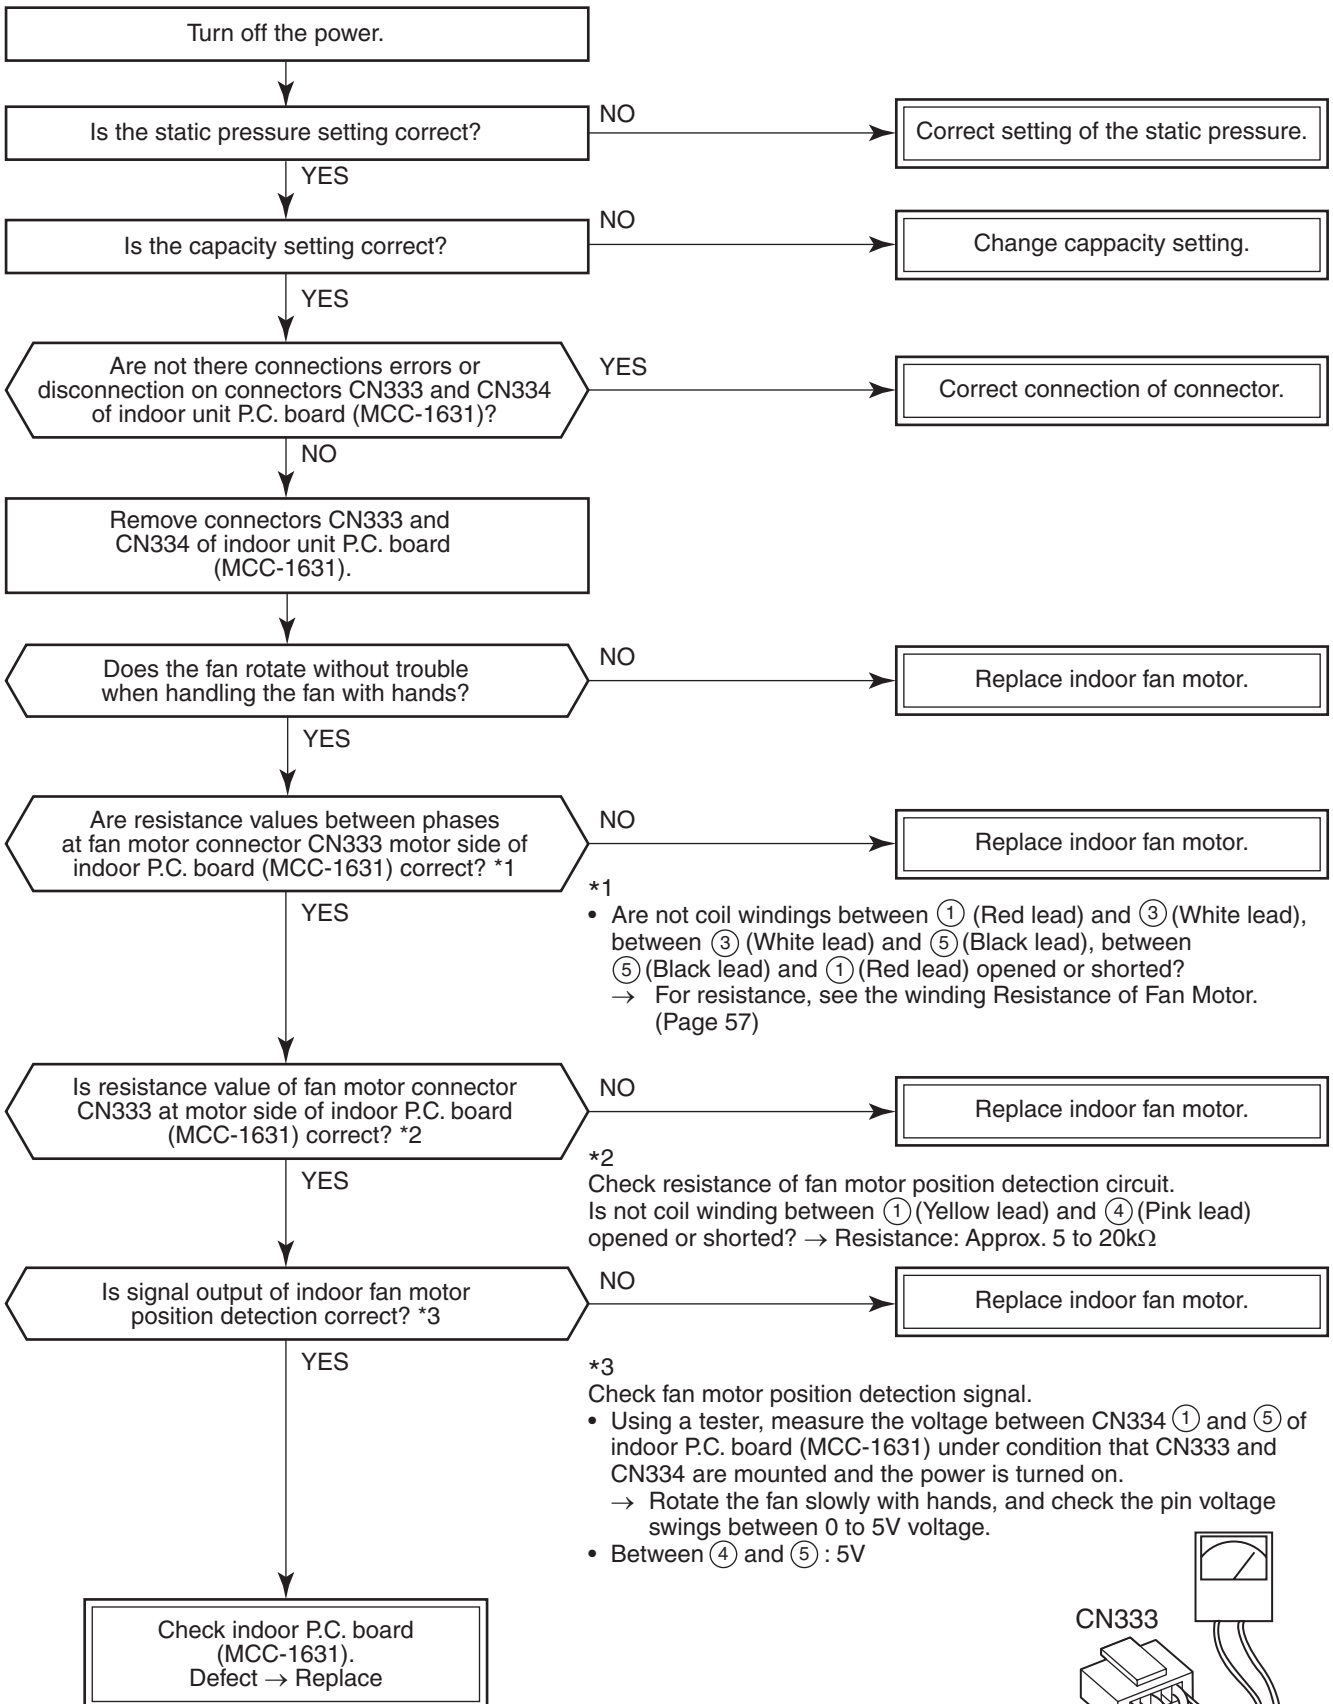 Turn off the power.
Is the static pressure setting correct?
NO
Correct setting of the static pressure.
YES
Is the capacity setting correct?
NO
Change cappacity setting.
YES
Are not there connections errors or
disconnection on connectors CN333 and CN334
of indoor unit P.C. board (MCC-1631)?
YES
Correct connection of connector.
NO
Remove connectors CN333 and
CN334 of indoor unit P.C. board
(MCC-1631).
Does the fan rotate without trouble
when handling the fan with hands?
NO
Replace indoor fan motor.
YES
Are resistance values between phases
at fan motor connector CN333 motor side of
indoor P.C. board (MCC-1631) correct? *1
NO
Replace indoor fan motor.
YES
*1
• Are not coil windings between ① (Red lead) and ③ (White lead),
between ③ (White lead) and ⑤ (Black lead), between
⑤ (Black lead) and ① (Red lead) opened or shorted?
→ For resistance, see the winding Resistance of Fan Motor.
(Page 57)
Is resistance value of fan motor connector
CN333 at motor side of indoor P.C. board
(MCC-1631) correct? *2
NO
Replace indoor fan motor.
YES
*2
Check resistance of fan motor position detection circuit.
Is not coil winding between ① (Yellow lead) and ④ (Pink lead)
opened or shorted? → Resistance: Approx. 5 to 20kΩ
Is signal output of indoor fan motor
position detection correct? *3
NO
Replace indoor fan motor.
YES
*3
Check fan motor position detection signal.
• Using a tester, measure the voltage between CN334 ① and ⑤ of
indoor P.C. board (MCC-1631) under condition that CN333 and
CN334 are mounted and the power is turned on.
→ Rotate the fan slowly with hands, and check the pin voltage
swings between 0 to 5V voltage.
• Between ④ and ⑤ : 5V
Check indoor P.C. board
(MCC-1631).
Defect → Replace
CN333